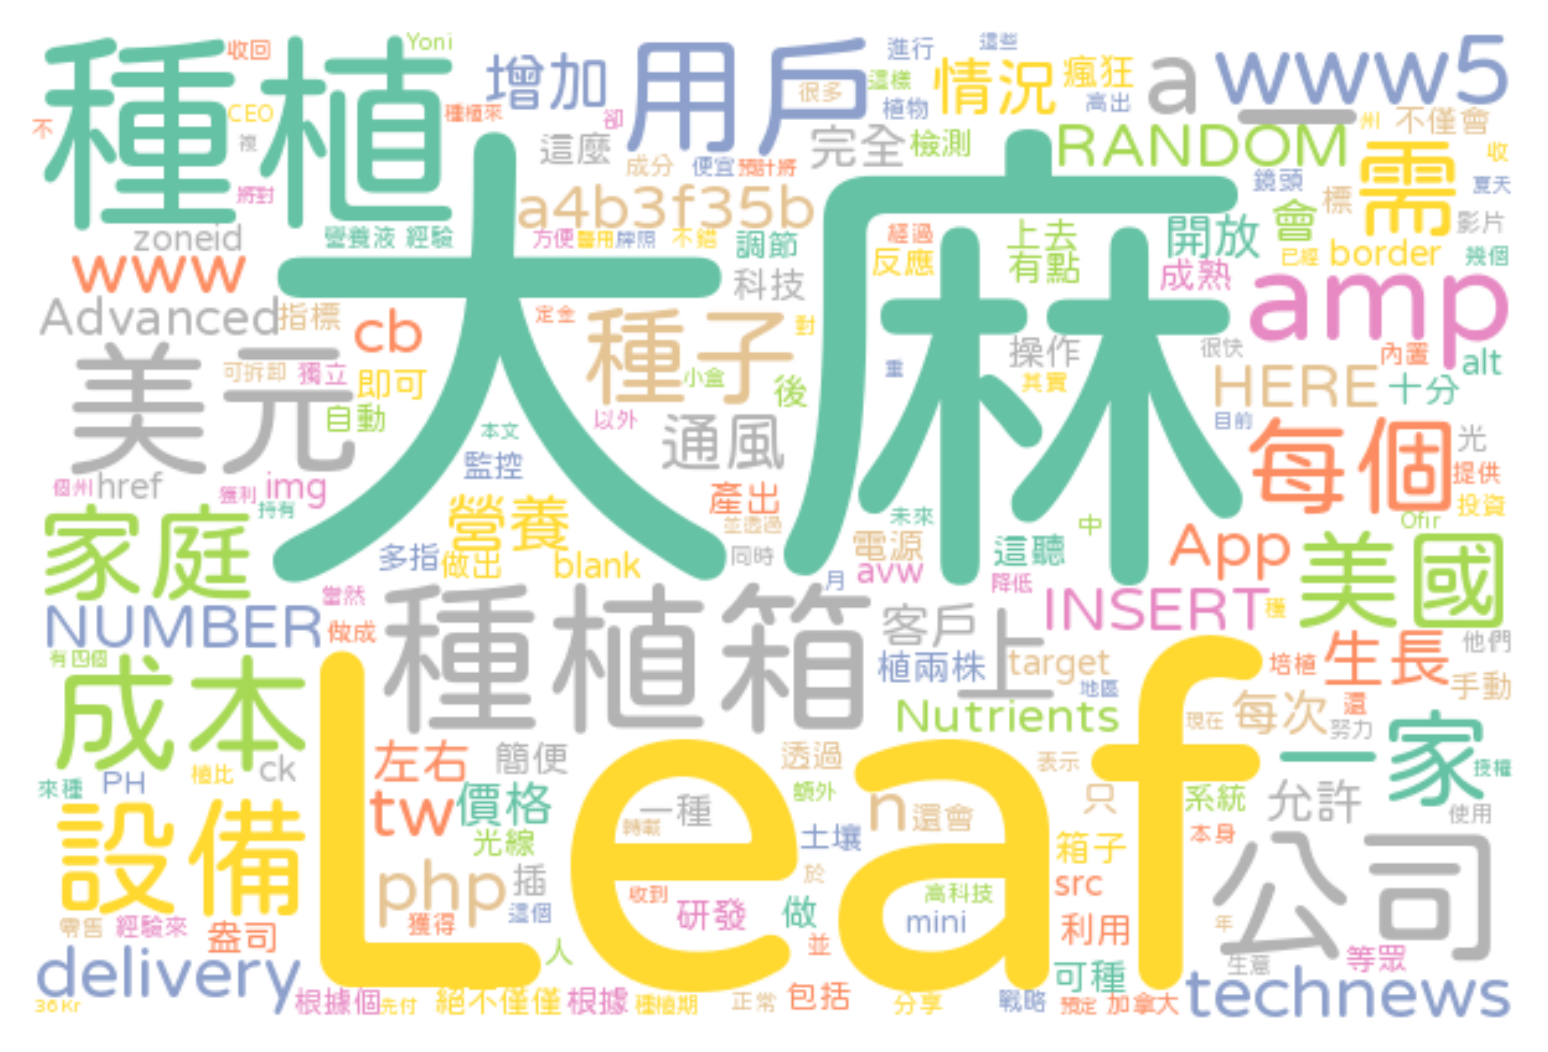 收回
Yoni
種植
增加
用戶
進行
這些
這樣
很多
植物
情況
瘋狂
高出
a
www5
不
CEO
種植來
卻
複
這麼
成分
便宜
預計將
完全
檢測
RANDOM
一
州
不僅會
收
將對
a4b3f35b
大麻
鏡頭
標
需
夏天
zoneid
營養液
經驗
方便
醫用
牌照
不錯
調節
經過
反應
上去
有點
開放
會
影片
已經
border
幾個
www
科技
成熟
Advanced
指標
cb
定金
種子
對
amp
重
操作
很快
內置
alt
美元
可拆卸
獨立
即可
自動
小盒
後
其實
HERE
十分
本文
以外
目前
通風
監控
每個
光
提供
個州
href
獲利
img
持有
產出
投資
家庭
營養
並透過
未來
中
Ofir
多指
做出
blank
同時
電源
avw
這聽
App
美國
月
降低
NUMBER
當然
做成
種植箱
客戶
上
INSERT
種
他們
有四個
成本
植兩株
target
地區
培植
生長
手動
Nutrients
現在
每次
還
努力
一家
左右
簡便
透過
表示
授權
來種
PH
植比
ck
tw
價格
Leaf
額外
只
系統
允許
使用
設備
一種
轉載
n
還會
光線
土壤
箱子
本身
公司
php
插
於
高科技
src
零售
經驗來
盎司
獲得
這個
收到
研發
做
mini
利用
年
delivery
人
並
可種
生意
等眾
36Kr
根據個
先付
絕不僅僅
根據
種植期
正常
包括
分享
戰略
預定
加拿大
technews